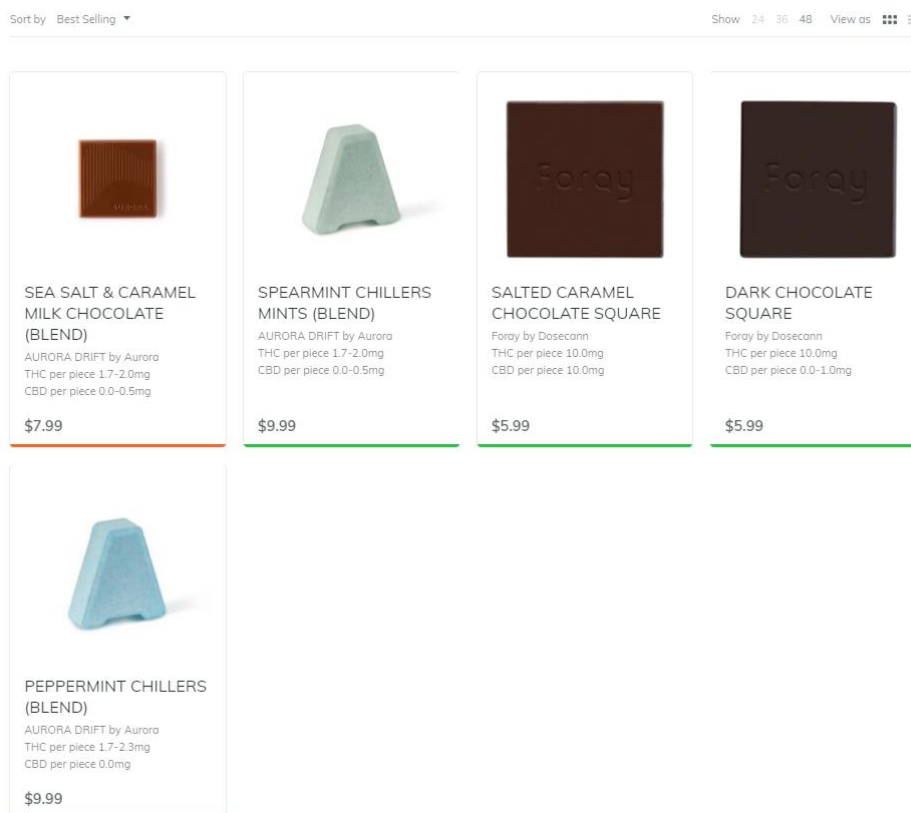 Sort by Best Selling
Show 24 36 48 View as
Foray
Foray
SEA SALT & CARAMEL
MILK CHOCOLATE
(BLEND)
AURORA DRIFT by Aurora
THC per piece 1.7-2.0mg
CBD per piece 0.0-0.5mg
$7.99
SPEARMINT CHILLERS
MINTS (BLEND)
AURORA DRIFT by Aurora
THC per piece 1.7-2.0mg
CBD per piece 0.0-0.5mg
$9.99
SALTED CARAMEL
CHOCOLATE SQUARE
Foray by Dosecann
THC per piece 10.0mg
CBD per piece 10.0mg
$5.99
DARK CHOCOLATE
SQUARE
Foray by Dosecann
THC per piece 10.0mg
CBD per piece 0.0-1.0mg
$5.99
PEPPERMINT CHILLERS
(BLEND)
AURORA DRIFT by Aurora
THC per piece 1.7-2.3mg
CBD per piece 0.0mg
$9.99